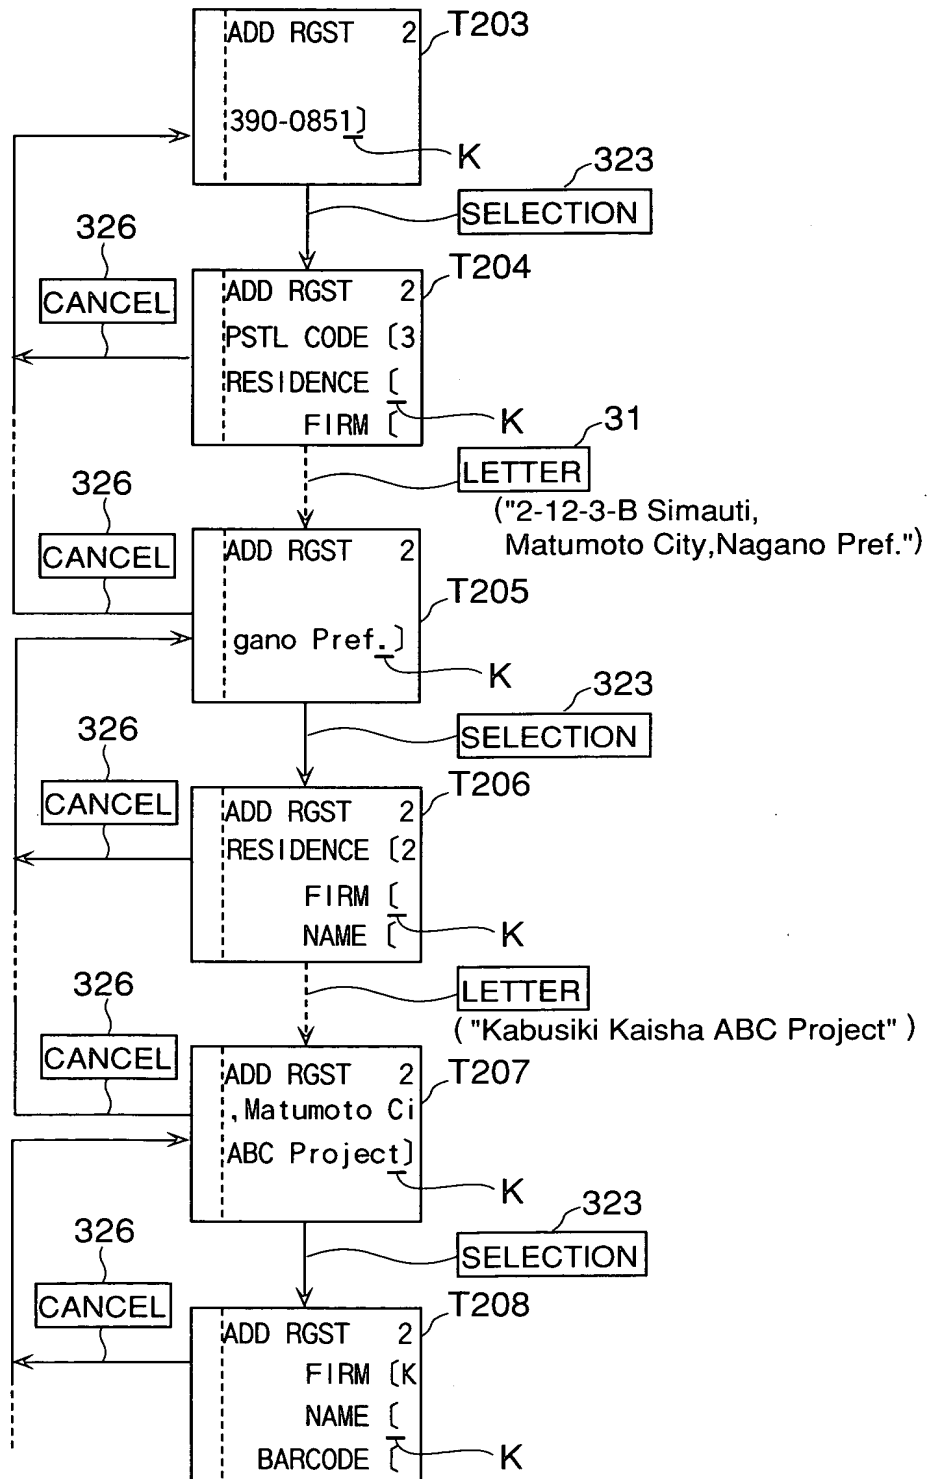 ADD RGST 2
T203
390-0851]
K
323
SELECTION
326
CANCEL
T204
ADD RGST 2
PSTL CODE [3
RESIDENCE [
FIRM [
K
31
LETTER
("2-12-3-B Simauti,
Matumoto City,Nagano Pref.")
326
CANCEL
ADD RGST 2
T205
gano Pref.]
K
323
SELECTION
326
CANCEL
T206
ADD RGST 2
RESIDENCE [2
FIRM [
NAME [
K
LETTER
("Kabusiki Kaisha ABC Project")
326
CANCEL
ADD RGST 2
T207
,Matumoto Ci
ABC Project]
K
323
SELECTION
326
CANCEL
T208
ADD RGST 2
FIRM [K
NAME [
BARCODE [
K